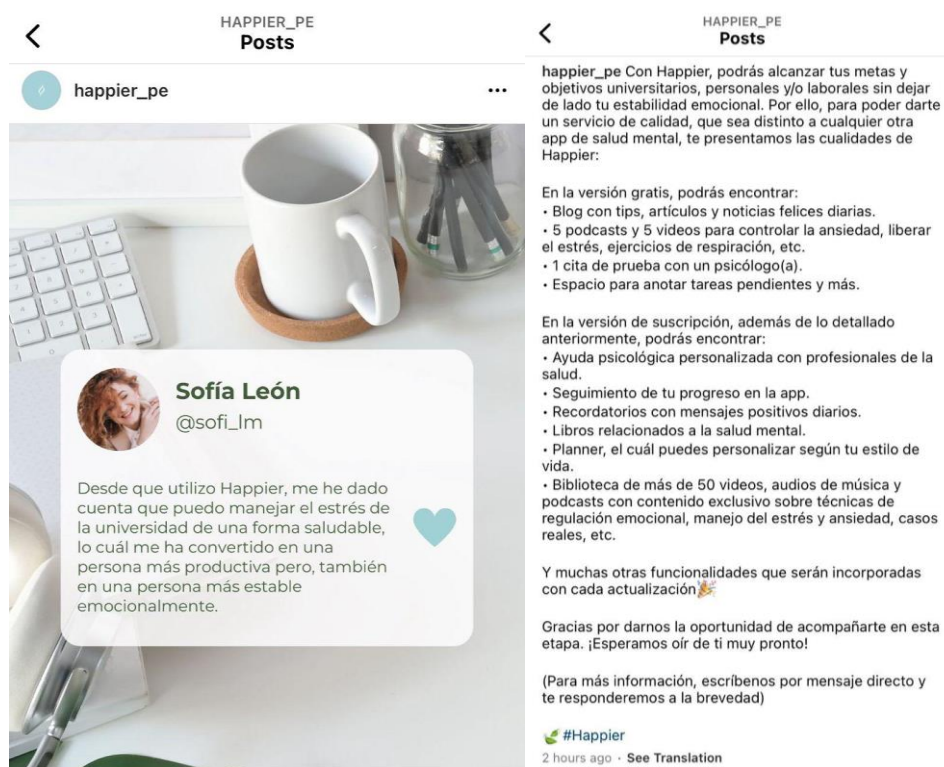 HAPPIER_PE
Posts
happier_pe
Sofía León
@sofi_lm
Desde que utilizo Happier, me he dado
cuenta que puedo manejar el estrés de
la universidad de una forma saludable,
lo cuál me ha convertido en una
persona más productiva pero, también
en una persona más estable
emocionalmente.
HAPPIER_PE
Posts
happier_pe Con Happier, podrás alcanzar tus metas y
objetivos universitarios, personales y/o laborales sin dejar
de lado tu estabilidad emocional. Por ello, para poder darte
un servicio de calidad, que sea distinto a cualquier otra
app de salud mental, te presentamos las cualidades de
Happier:
En la versión gratis, podrás encontrar:
• Blog con tips, artículos y noticias felices diarias.
• 5 podcasts y 5 videos para controlar la ansiedad, liberar
el estrés, ejercicios de respiración, etc.
• 1 cita de prueba con un psicólogo(a).
• Espacio para anotar tareas pendientes y más.
En la versión de suscripción, además de lo detallado
anteriormente, podrás encontrar:
• Ayuda psicológica personalizada con profesionales de la
salud.
• Seguimiento de tu progreso en la app.
• Recordatorios con mensajes positivos diarios.
• Libros relacionados a la salud mental.
• Planner, el cuál puedes personalizar según tu estilo de
vida.
• Biblioteca de más de 50 videos, audios de música y
podcasts con contenido exclusivo sobre técnicas de
regulación emocional, manejo del estrés y ansiedad, casos
reales, etc.
Y muchas otras funcionalidades que serán incorporadas
con cada actualización🎉
Gracias por darnos la oportunidad de acompañarte en esta
etapa. ¡Esperamos oír de ti muy pronto!
(Para más información, escríbenos por mensaje directo y
te responderemos a la brevedad)
🌿 #Happier
2 hours ago · See Translation